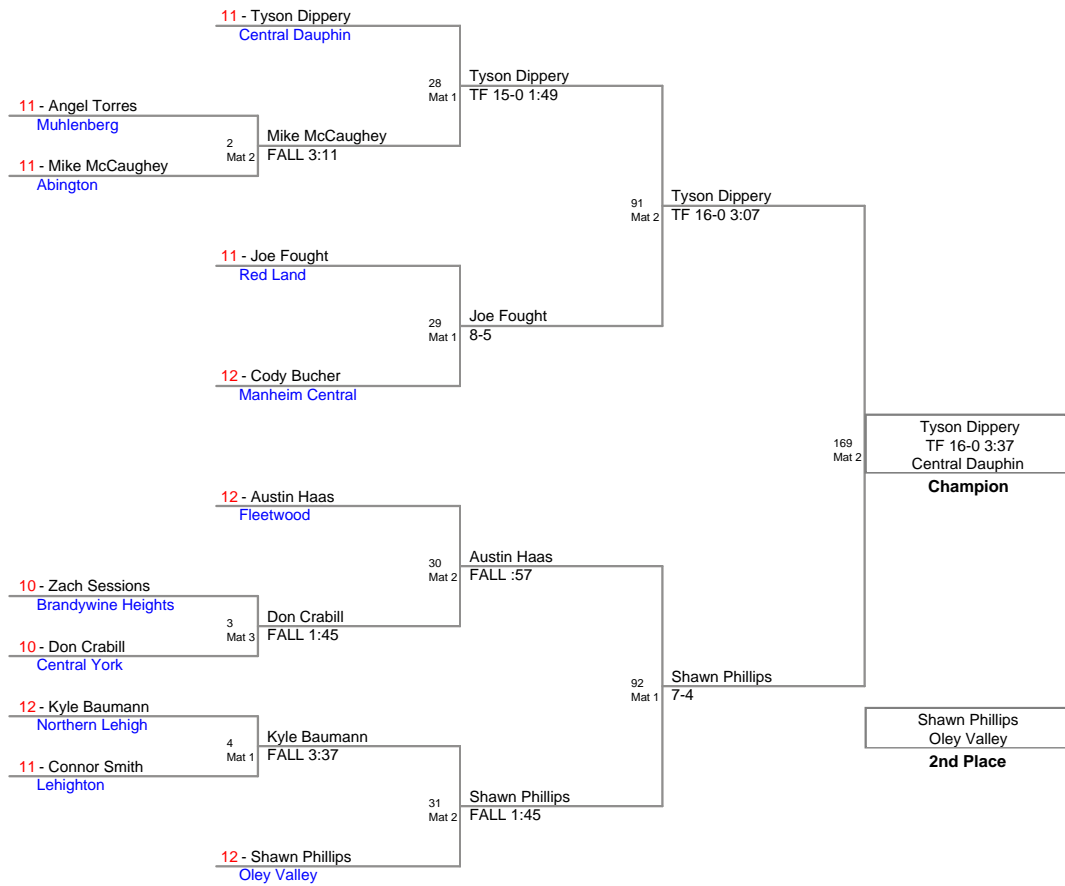 11 - Tyson Dippery
Central Dauphin
28
Mat 1
Tyson Dippery
TF 15-0 1:49
11 - Angel Torres
Muhlenberg
2
Mat 2
Mike McCaughey
FALL 3:11
11 - Mike McCaughey
Abington
91
Mat 2
Tyson Dippery
TF 16-0 3:07
11 - Joe Fought
Red Land
29
Mat 1
Joe Fought
8-5
12 - Cody Bucher
Manheim Central
169
Mat 2
Tyson Dippery
TF 16-0 3:37
Central Dauphin
Champion
12 - Austin Haas
Fleetwood
30
Mat 2
Austin Haas
FALL :57
10 - Zach Sessions
Brandywine Heights
3
Mat 3
Don Crabill
FALL 1:45
10 - Don Crabill
Central York
92
Mat 1
Shawn Phillips
7-4
12 - Kyle Baumann
Northern Lehigh
4
Mat 1
Kyle Baumann
FALL 3:37
11 - Connor Smith
Lehighton
31
Mat 2
Shawn Phillips
FALL 1:45
12 - Shawn Phillips
Oley Valley
Shawn Phillips
Oley Valley
2nd Place